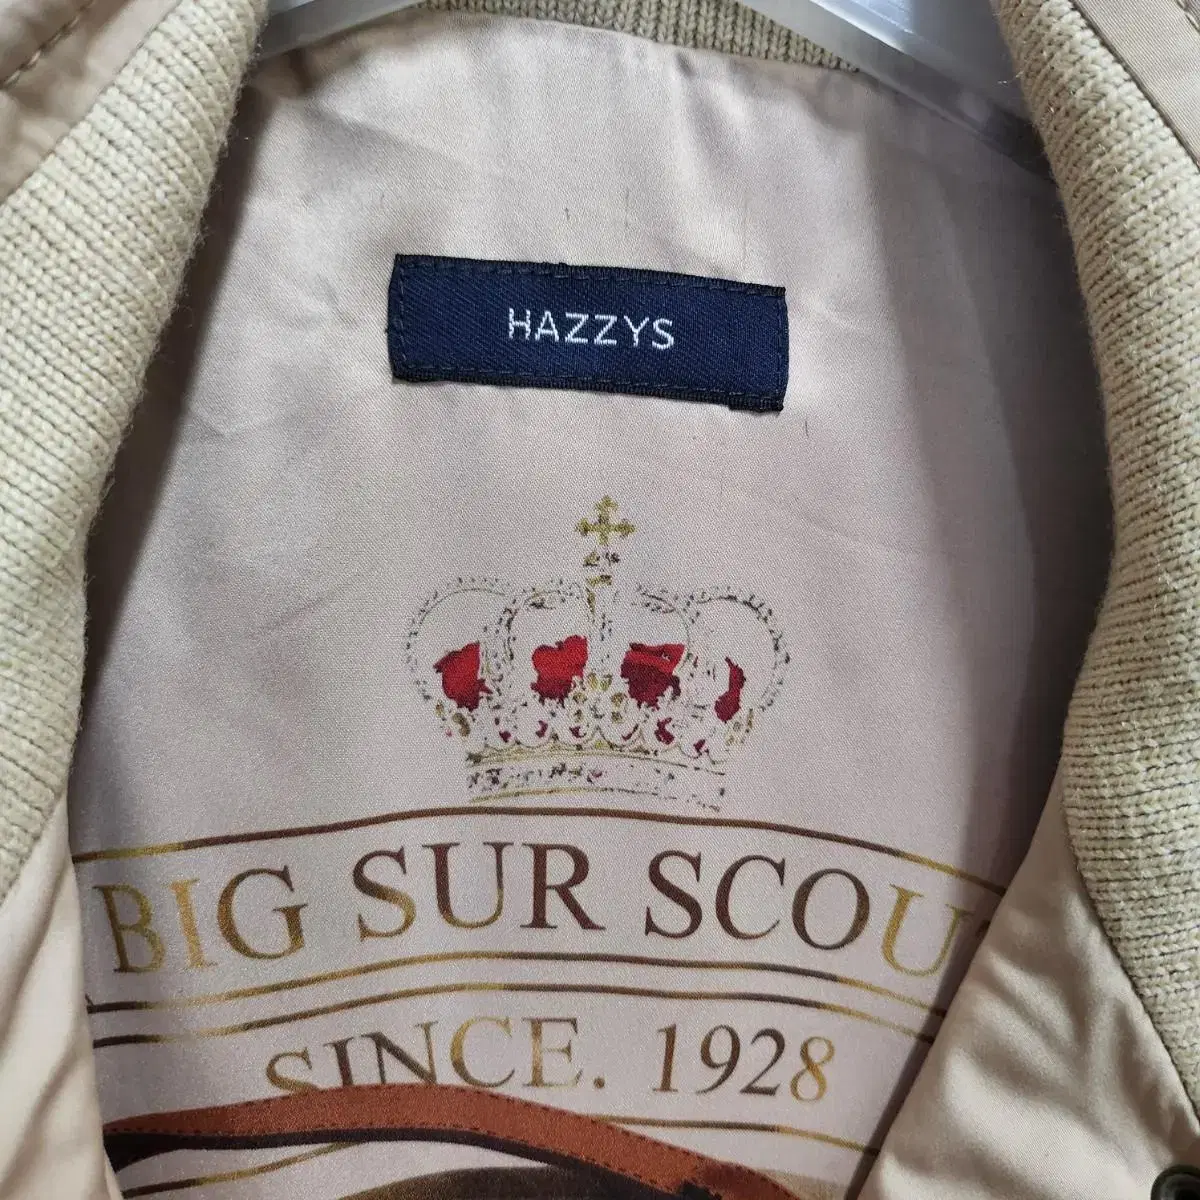 HAZZYS
BIG SUR SCOU
SINCE. 1928